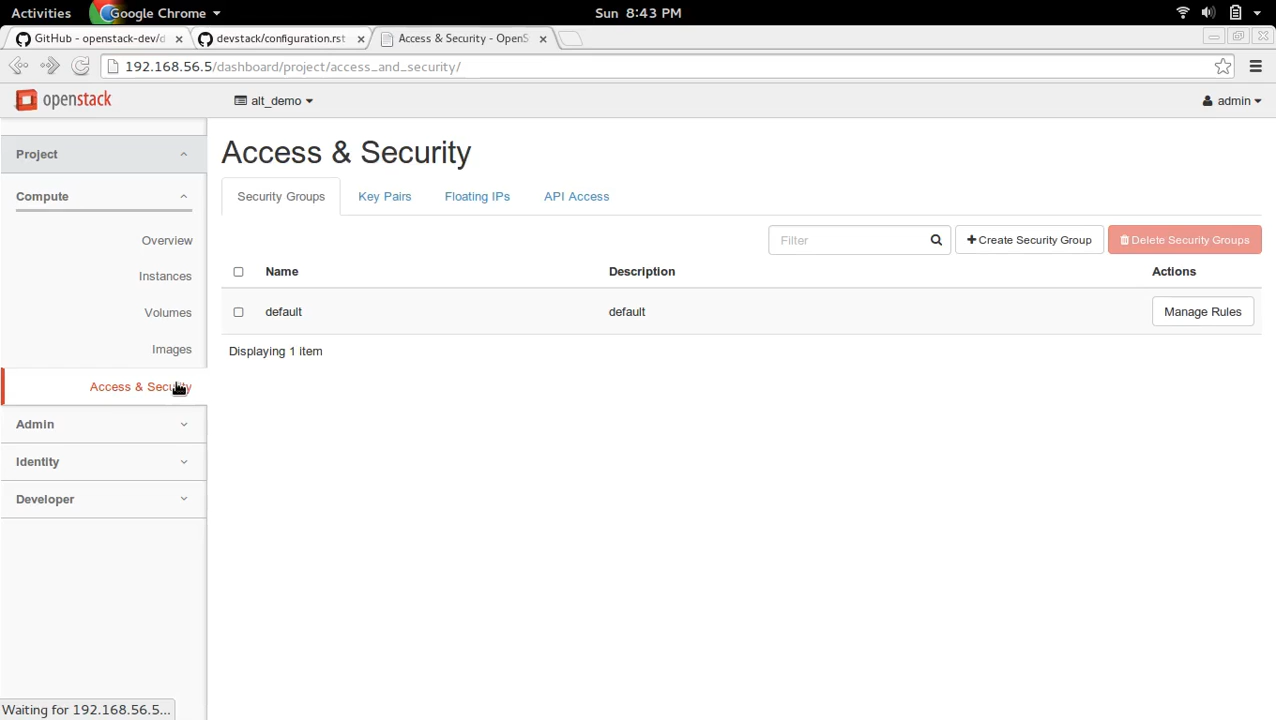 Activities
Google Chrome
Sun 8:43 PM
GitHub - openstack-dev/d
devstack/configuration.rst
Access & Security - OpenS
192.168.56.5/dashboard/project/access_and_security/
openstack
alt_demo
admin
Project
Compute
Overview
Instances
Volumes
Images
Access & Security
Admin
Identity
Developer
Access & Security
Security Groups
Key Pairs
Floating IPs
API Access
Filter
Create Security Group
Delete Security Groups
Name
Description
Actions
default
default
Manage Rules
Displaying 1 item
Waiting for 192.168.56.5...